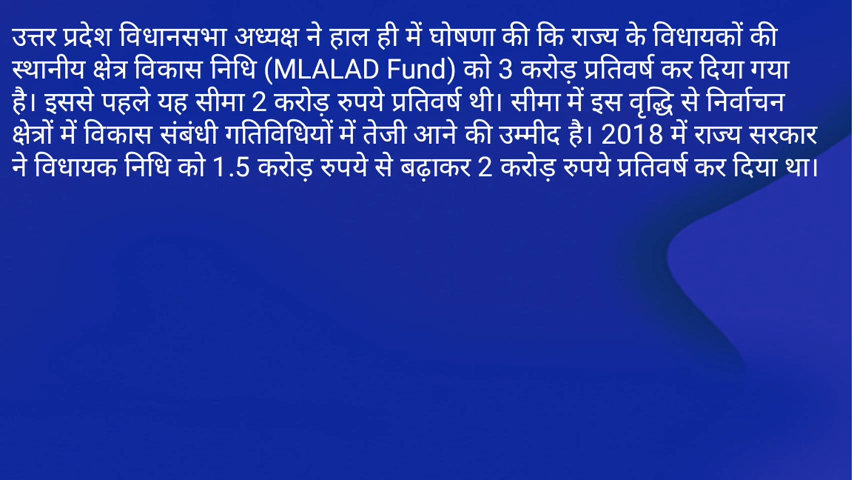 उत्तर प्रदेश विधानसभा अध्यक्ष ने हाल ही में घोषणा की कि राज्य के विधायकों की
स्थानीय क्षेत्र विकास निधि (MLALAD Fund) को 3 करोड़ प्रतिवर्ष कर दिया गया
है। इससे पहले यह सीमा 2 करोड़ रुपये प्रतिवर्ष थी। सीमा में इस वृद्धि से निर्वाचन
क्षेत्रों में विकास संबंधी गतिविधियों में तेजी आने की उम्मीद है। 2018 में राज्य सरकार
ने विधायक निधि को 1.5 करोड़ रुपये से बढ़ाकर 2 करोड़ रुपये प्रतिवर्ष कर दिया था।